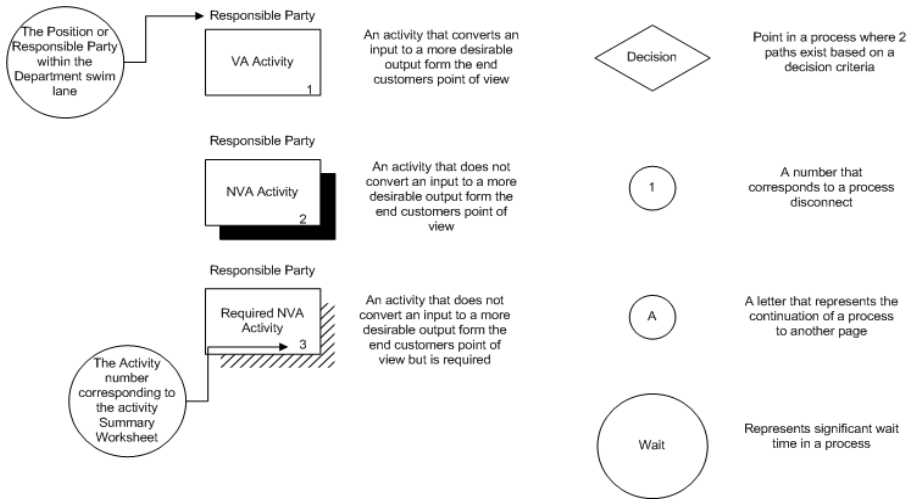 The Position or
Responsible Party
within the
Department swim
lane
Responsible Party
VA Activity
1
An activity that converts an
input to a more desirable
output form the end
customers point of view
Decision
Point in a process where 2
paths exist based on a
decision criteria
Responsible Party
NVA Activity
2
An activity that does not
convert an input to a more
desirable output form the
end customers point of
view
1
A number that
corresponds to a process
disconnect
Responsible Party
Required NVA
Activity
3
An activity that does not
convert an input to a more
desirable output form the
end customers point of
view but is required
A
A letter that represents the
continuation of a process
to another page
The Activity
number
corresponding to
the activity
Summary
Worksheet
Wait
Represents significant wait
time in a process